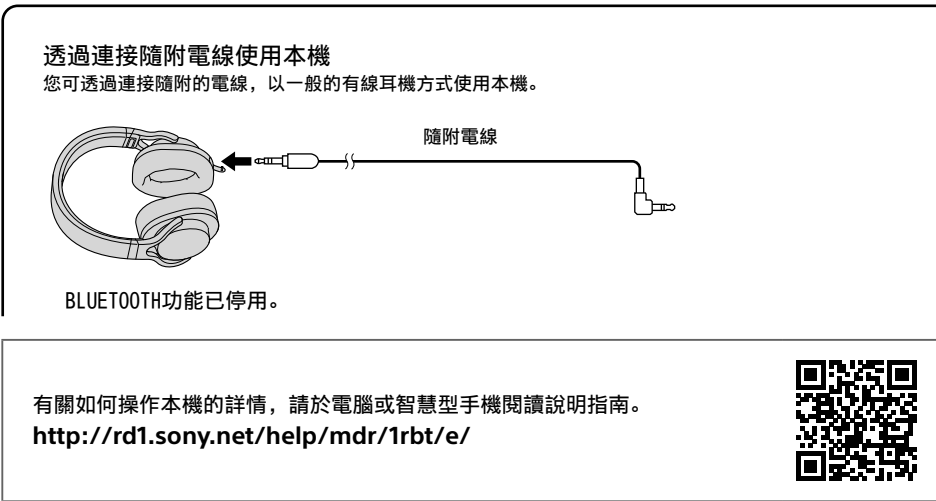 透過連接隨附電線使用本機
您可透過連接隨附的電線，以一般的有線耳機方式使用本機。
隨附電線
BLUETOOTH功能已停用。
有關如何操作本機的詳情，請於電腦或智慧型手機閱讀說明指南。
http://rd1.sony.net/help/mdr/1rbt/e/